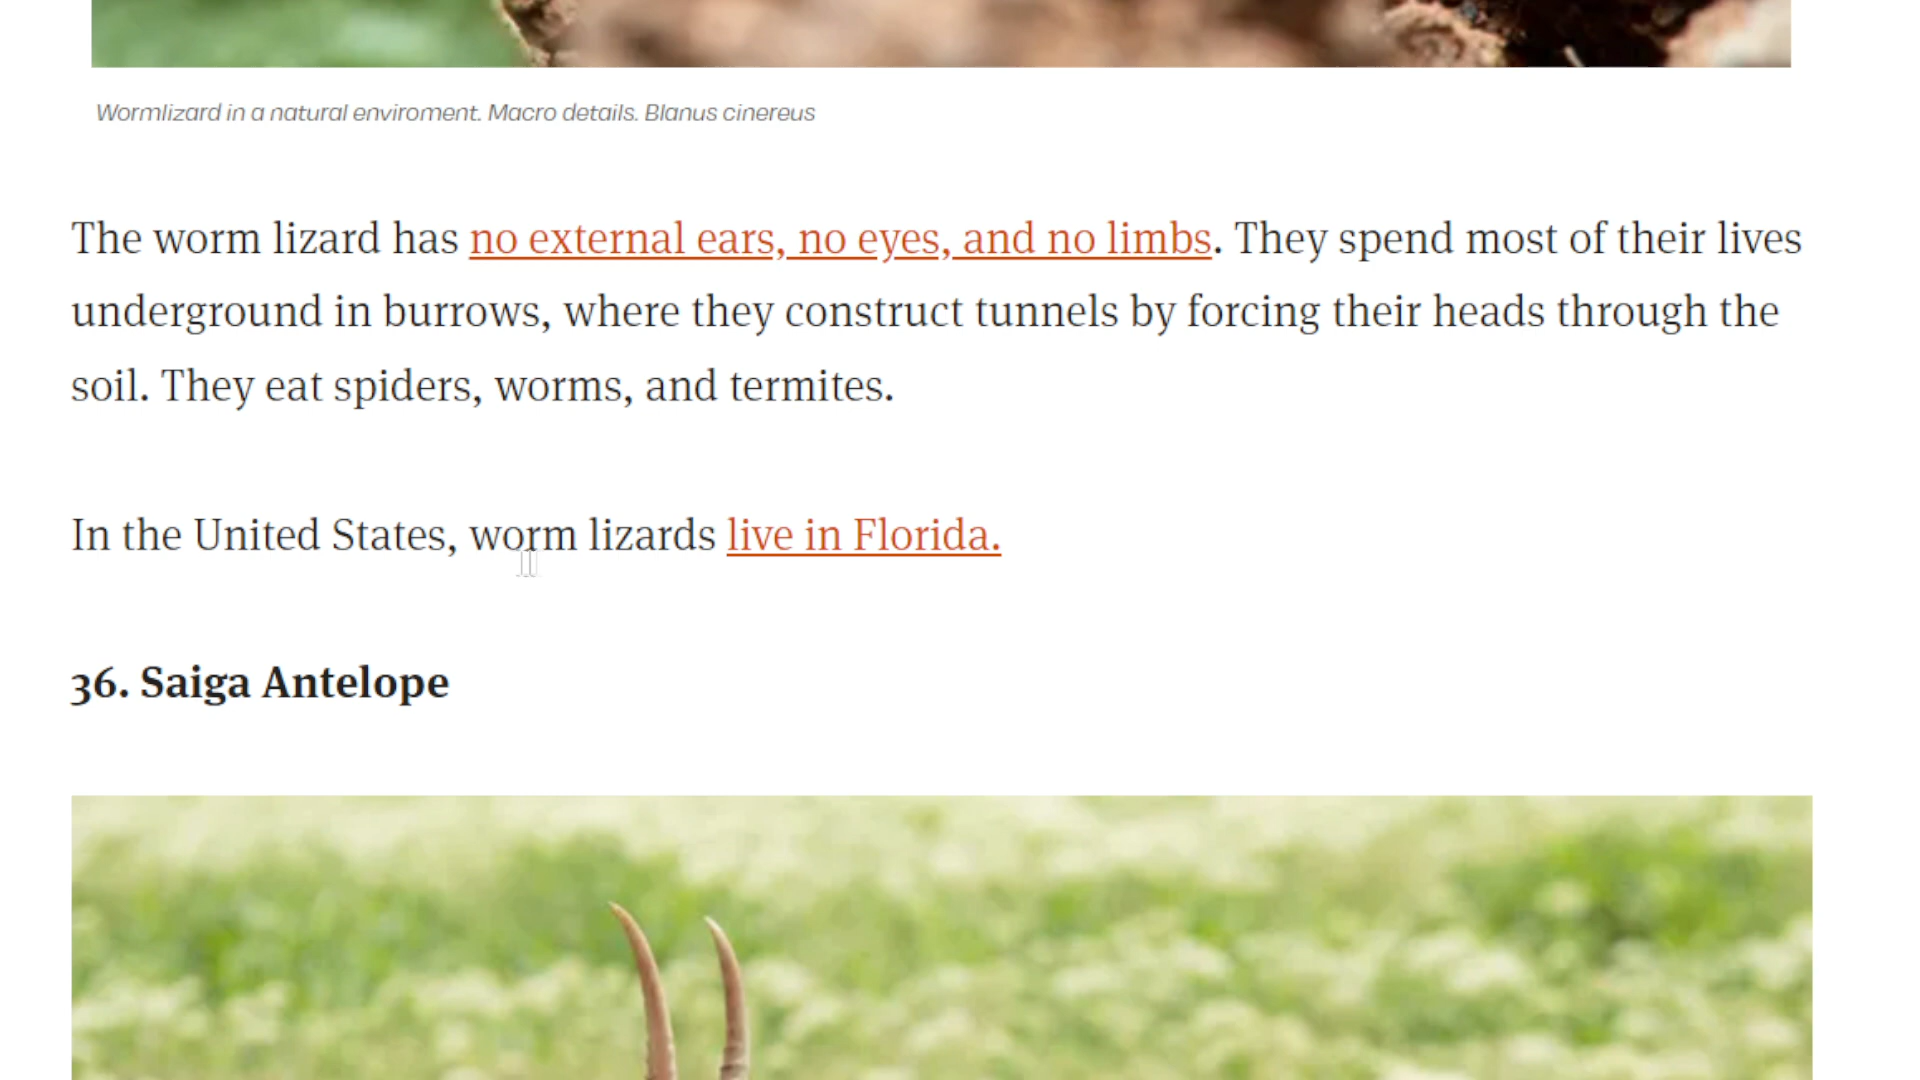 Wormlizard in a natural enviroment. Macro details. Blanus cinereus
The worm lizard has no external ears, no eyes, and no limbs. They spend most of their lives
underground in burrows, where they construct tunnels by forcing their heads through the
soil. They eat spiders, worms, and termites.
In the United States, worm lizards live in Florida.
36. Saiga Antelope